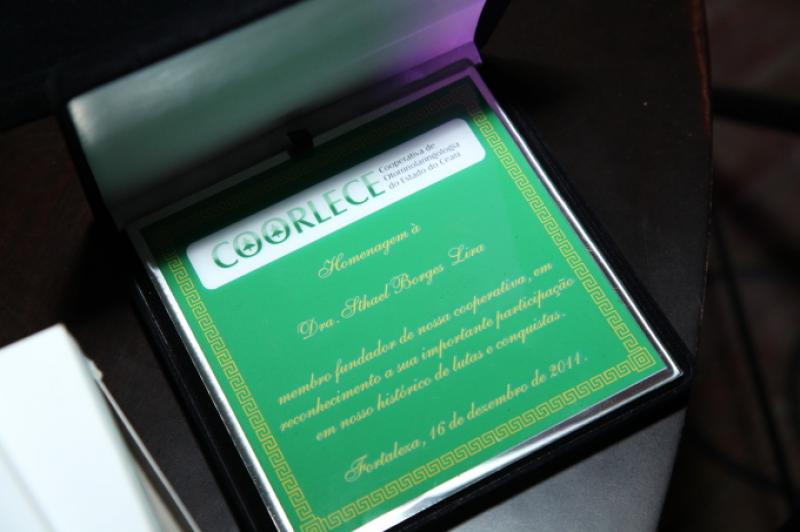 COORLECE
Cooperativa de
Otorrinolaringologia
do Estado do Ceará
Homenagem à
Dra. Sthael Borges Lira
membro fundador de nossa cooperativa, em
reconhecimento a sua importante participação
em nosso histórico de lutas e conquistas.
Fortaleza, 16 de dezembro de 2011.